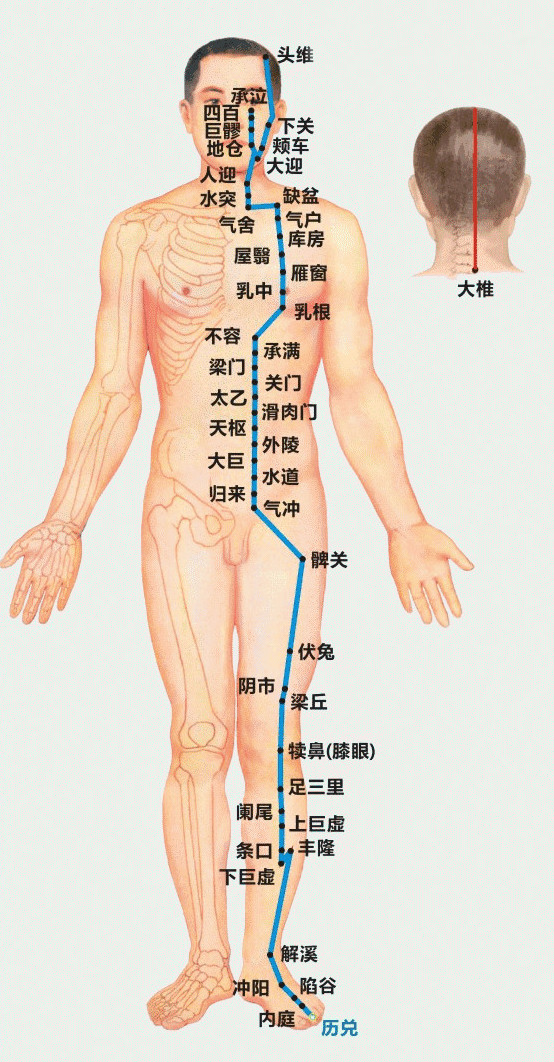 头维
承泣
四百
巨髎
地仓
下关
颊车
大迎
人迎
水突
气舍
缺盆
气户
库房
屋翳
雁窗
乳中
乳根
大椎
不容
承满
梁门
关门
太乙
滑肉门
天枢
外陵
大巨
水道
归来
气冲
髀关
伏兔
阴市
梁丘
犊鼻(膝眼)
足三里
阑尾
上巨虚
条口
丰隆
下巨虚
解溪
冲阳
陷谷
内庭
历兑